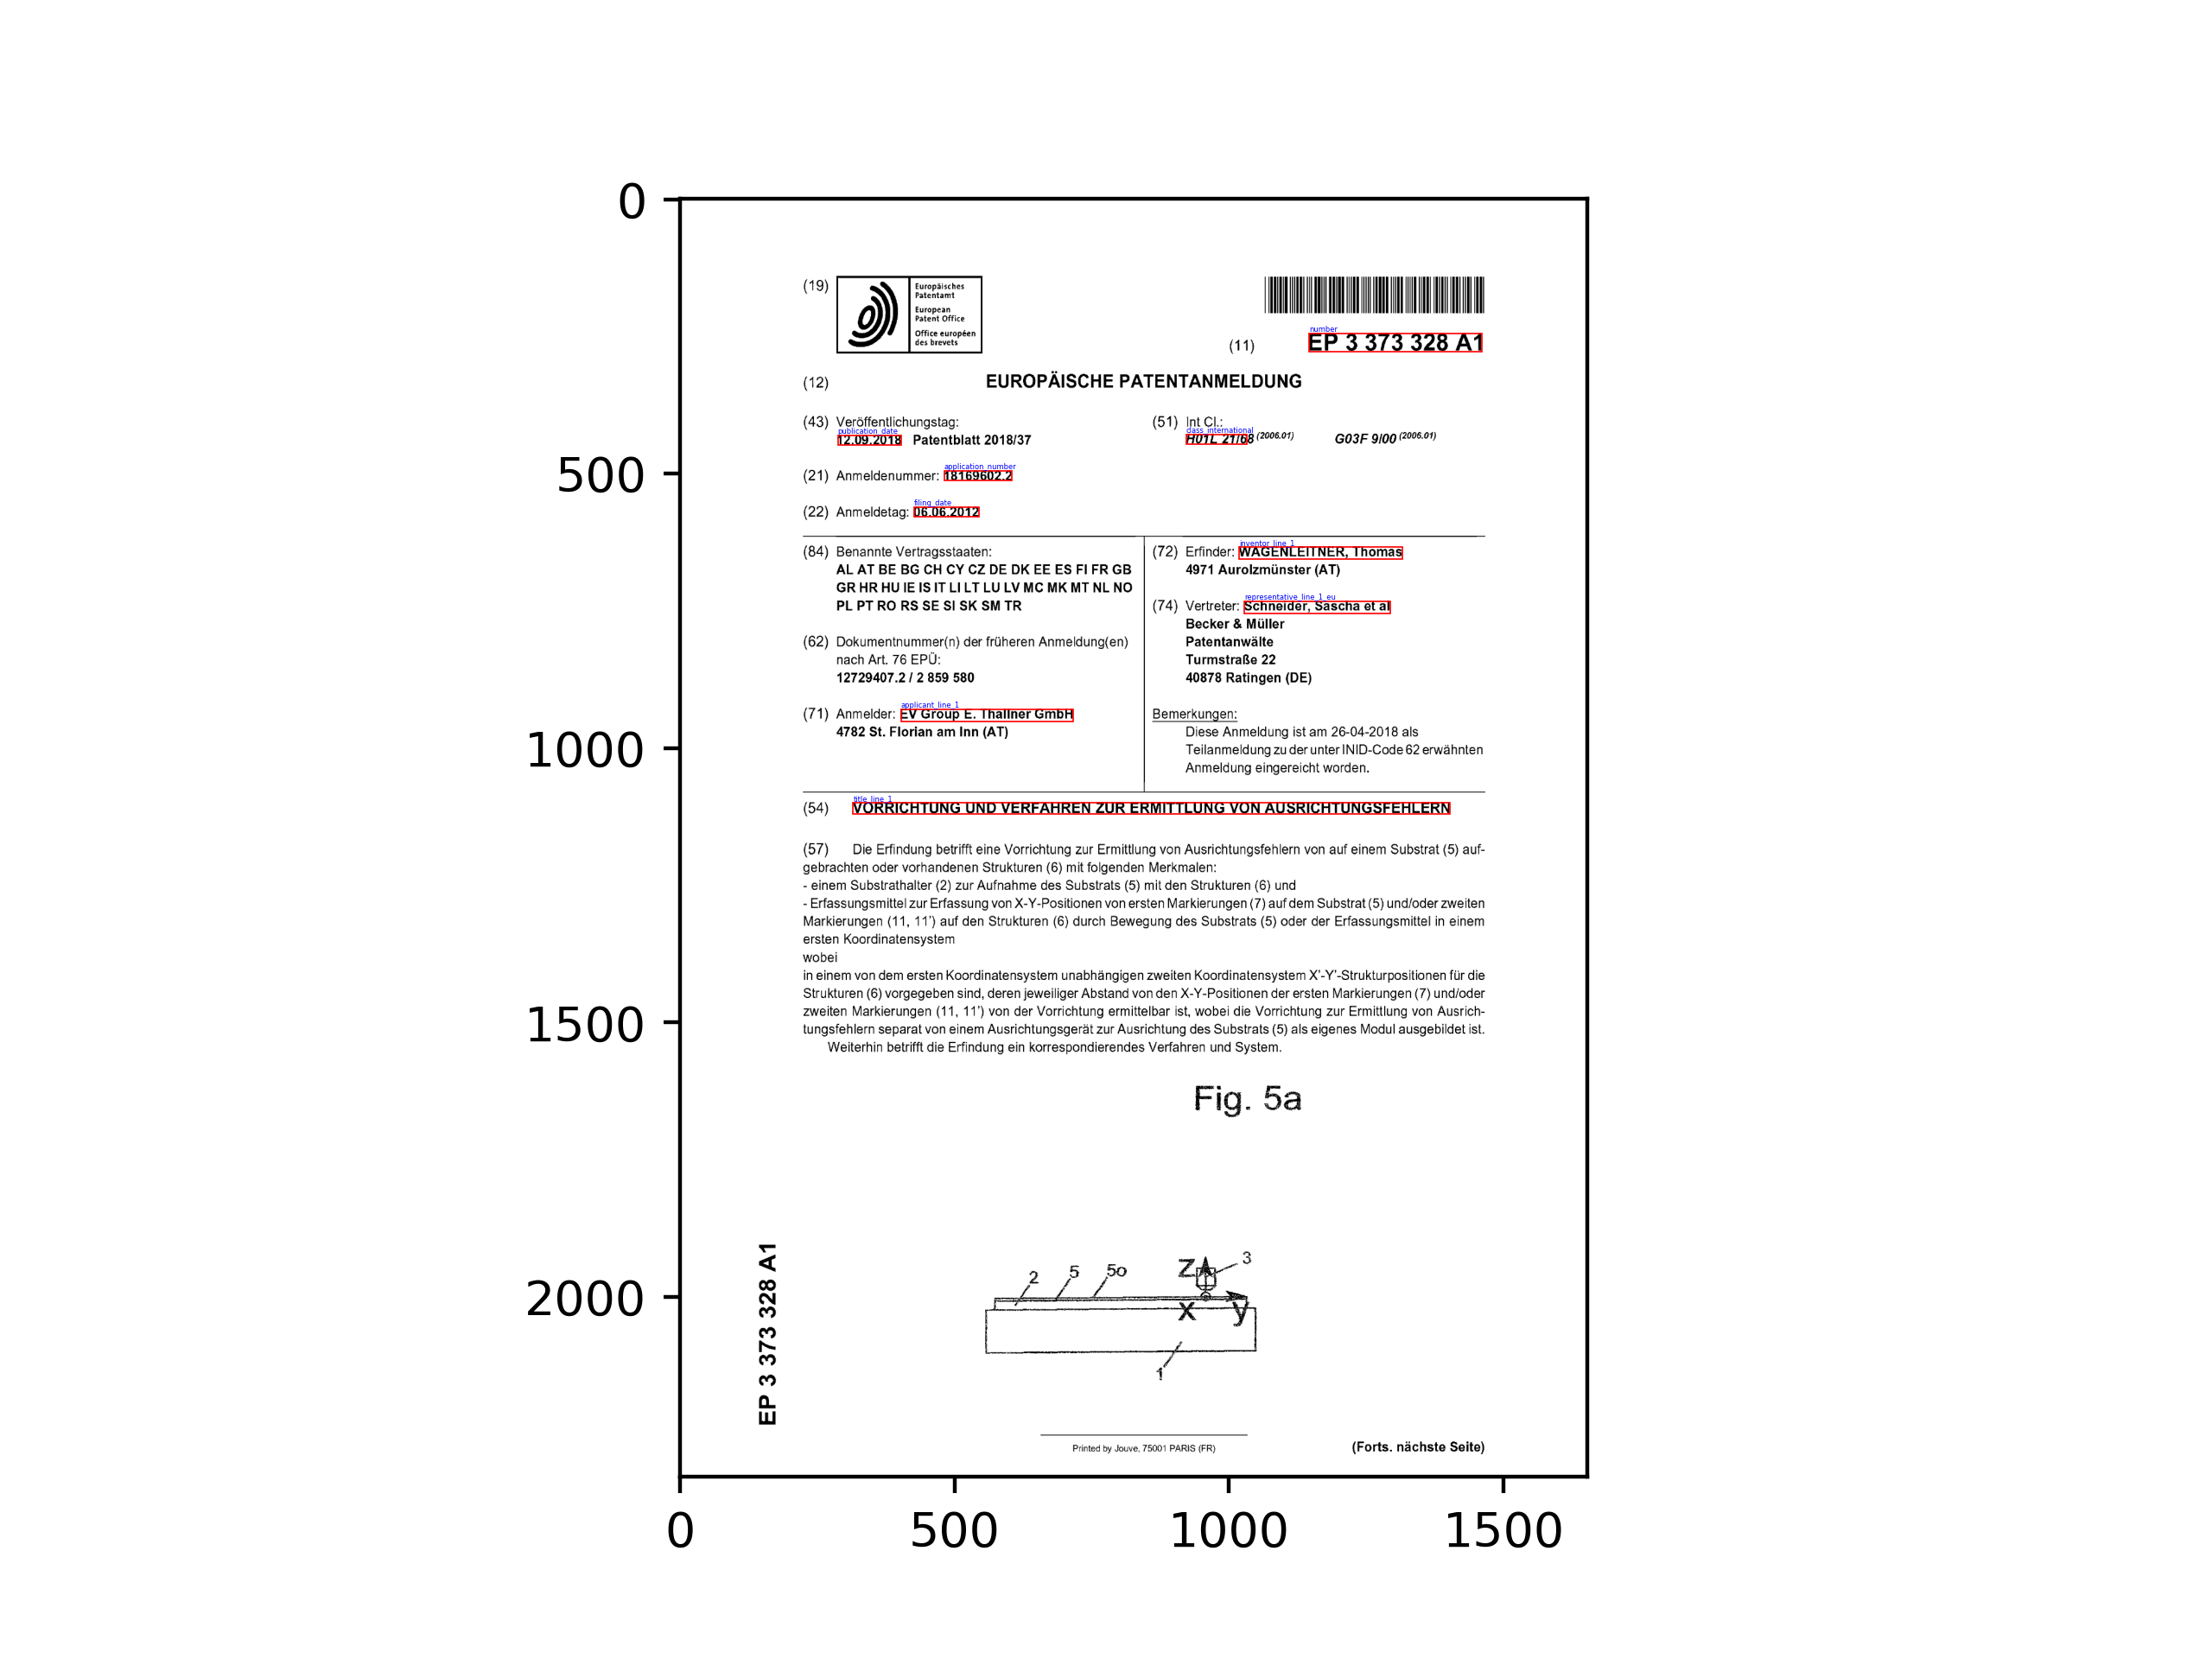 0
500
1000
1500
2000
0
500
1000
1500
(19)
Europäisches
Patentamt
European
Patent Office
Office européen
des brevets
number
(11)
EP 3 373 328 A1
(12)
EUROPÄISCHE PATENTANMELDUNG
(43) Veröffentlichungstag:
publication_date
12.09.2018 Patentblatt 2018/37
(51) Int Cl.:
class_international
H01L 21/68 (2006.01) G03F 9/00 (2006.01)
application_number
(21) Anmeldenummer: 18169602.2
filing_date
(22) Anmeldetag: 06.06.2012
(84) Benannte Vertragsstaaten:
AL AT BE BG CH CY CZ DE DK EE ES FI FR GB
GR HR HU IE IS IT LI LT LU LV MC MK MT NL NO
PL PT RO RS SE SI SK SM TR
(62) Dokumentnummer(n) der früheren Anmeldung(en)
nach Art. 76 EPÜ:
12729407.2 / 2 859 580
applicant_line_1
(71) Anmelder: EV Group E. Thallner GmbH
4782 St. Florian am Inn (AT)
inventor_line_1
(72) Erfinder: WAGENLEITNER, Thomas
4971 Aurolzmünster (AT)
representative_line_1_eu
(74) Vertreter: Schneider, Sascha et al
Becker & Müller
Patentanwälte
Turmstraße 22
40878 Ratingen (DE)
Bemerkungen:
Diese Anmeldung ist am 26-04-2018 als
Teilanmeldung zu der unter INID-Code 62 erwähnten
Anmeldung eingereicht worden.
title_line_1
(54) VORRICHTUNG UND VERFAHREN ZUR ERMITTLUNG VON AUSRICHTUNGSFEHLERN
(57) Die Erfindung betrifft eine Vorrichtung zur Ermittlung von Ausrichtungsfehlern von auf einem Substrat (5) auf-
gebrachten oder vorhandenen Strukturen (6) mit folgenden Merkmalen:
- einem Substrathalter (2) zur Aufnahme des Substrats (5) mit den Strukturen (6) und
- Erfassungsmittel zur Erfassung von X-Y-Positionen von ersten Markierungen (7) auf dem Substrat (5) und/oder zweiten
Markierungen (11, 11') auf den Strukturen (6) durch Bewegung des Substrats (5) oder der Erfassungsmittel in einem
ersten Koordinatensystem
wobei
in einem von dem ersten Koordinatensystem unabhängigen zweiten Koordinatensystem X'-Y'-Strukturpositionen für die
Strukturen (6) vorgegeben sind, deren jeweiliger Abstand von den X-Y-Positionen der ersten Markierungen (7) und/oder
zweiten Markierungen (11, 11') von der Vorrichtung ermittelbar ist, wobei die Vorrichtung zur Ermittlung von Ausrich-
tungsfehlern separat von einem Ausrichtungsgerät zur Ausrichtung des Substrats (5) als eigenes Modul ausgebildet ist.
Weiterhin betrifft die Erfindung ein korrespondierendes Verfahren und System.
Fig. 5a
2 5 5o z 3
x y
1
EP 3 373 328 A1
Printed by Jouve, 75001 PARIS (FR)
(Forts. nächste Seite)